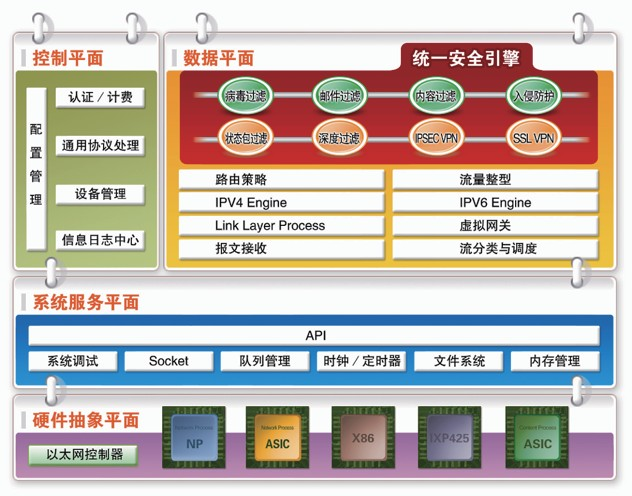 控制平面
配置管理
认证／计费
通用协议处理
设备管理
信息日志中心
数据平面
统一安全引擎
病毒过滤
邮件过滤
内容过滤
入侵防护
状态包过滤
深度过滤
IPSEC VPN
SSL VPN
路由策略
流量整型
IPV4 Engine
IPV6 Engine
Link Layer Process
虚拟网关
报文接收
流分类与调度
系统服务平面
API
系统调试
Socket
队列管理
时钟／定时器
文件系统
内存管理
硬件抽象平面
以太网控制器
Network Process
NP
Network Process
ASIC
X86
IXP425
Content Process
ASIC